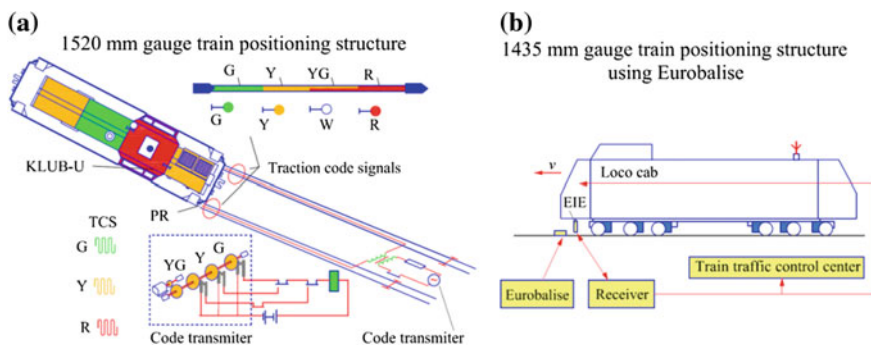 (a)
1520 mm gauge train positioning structure
G Y YG R
G Y W R
KLUB-U
Traction code signals
PR
TCS
G
Y
R
YG Y G
Code transmiter
Code transmiter
(b)
1435 mm gauge train positioning structure
using Eurobalise
v
Loco cab
EIE
Train traffic control center
Eurobalise
Receiver